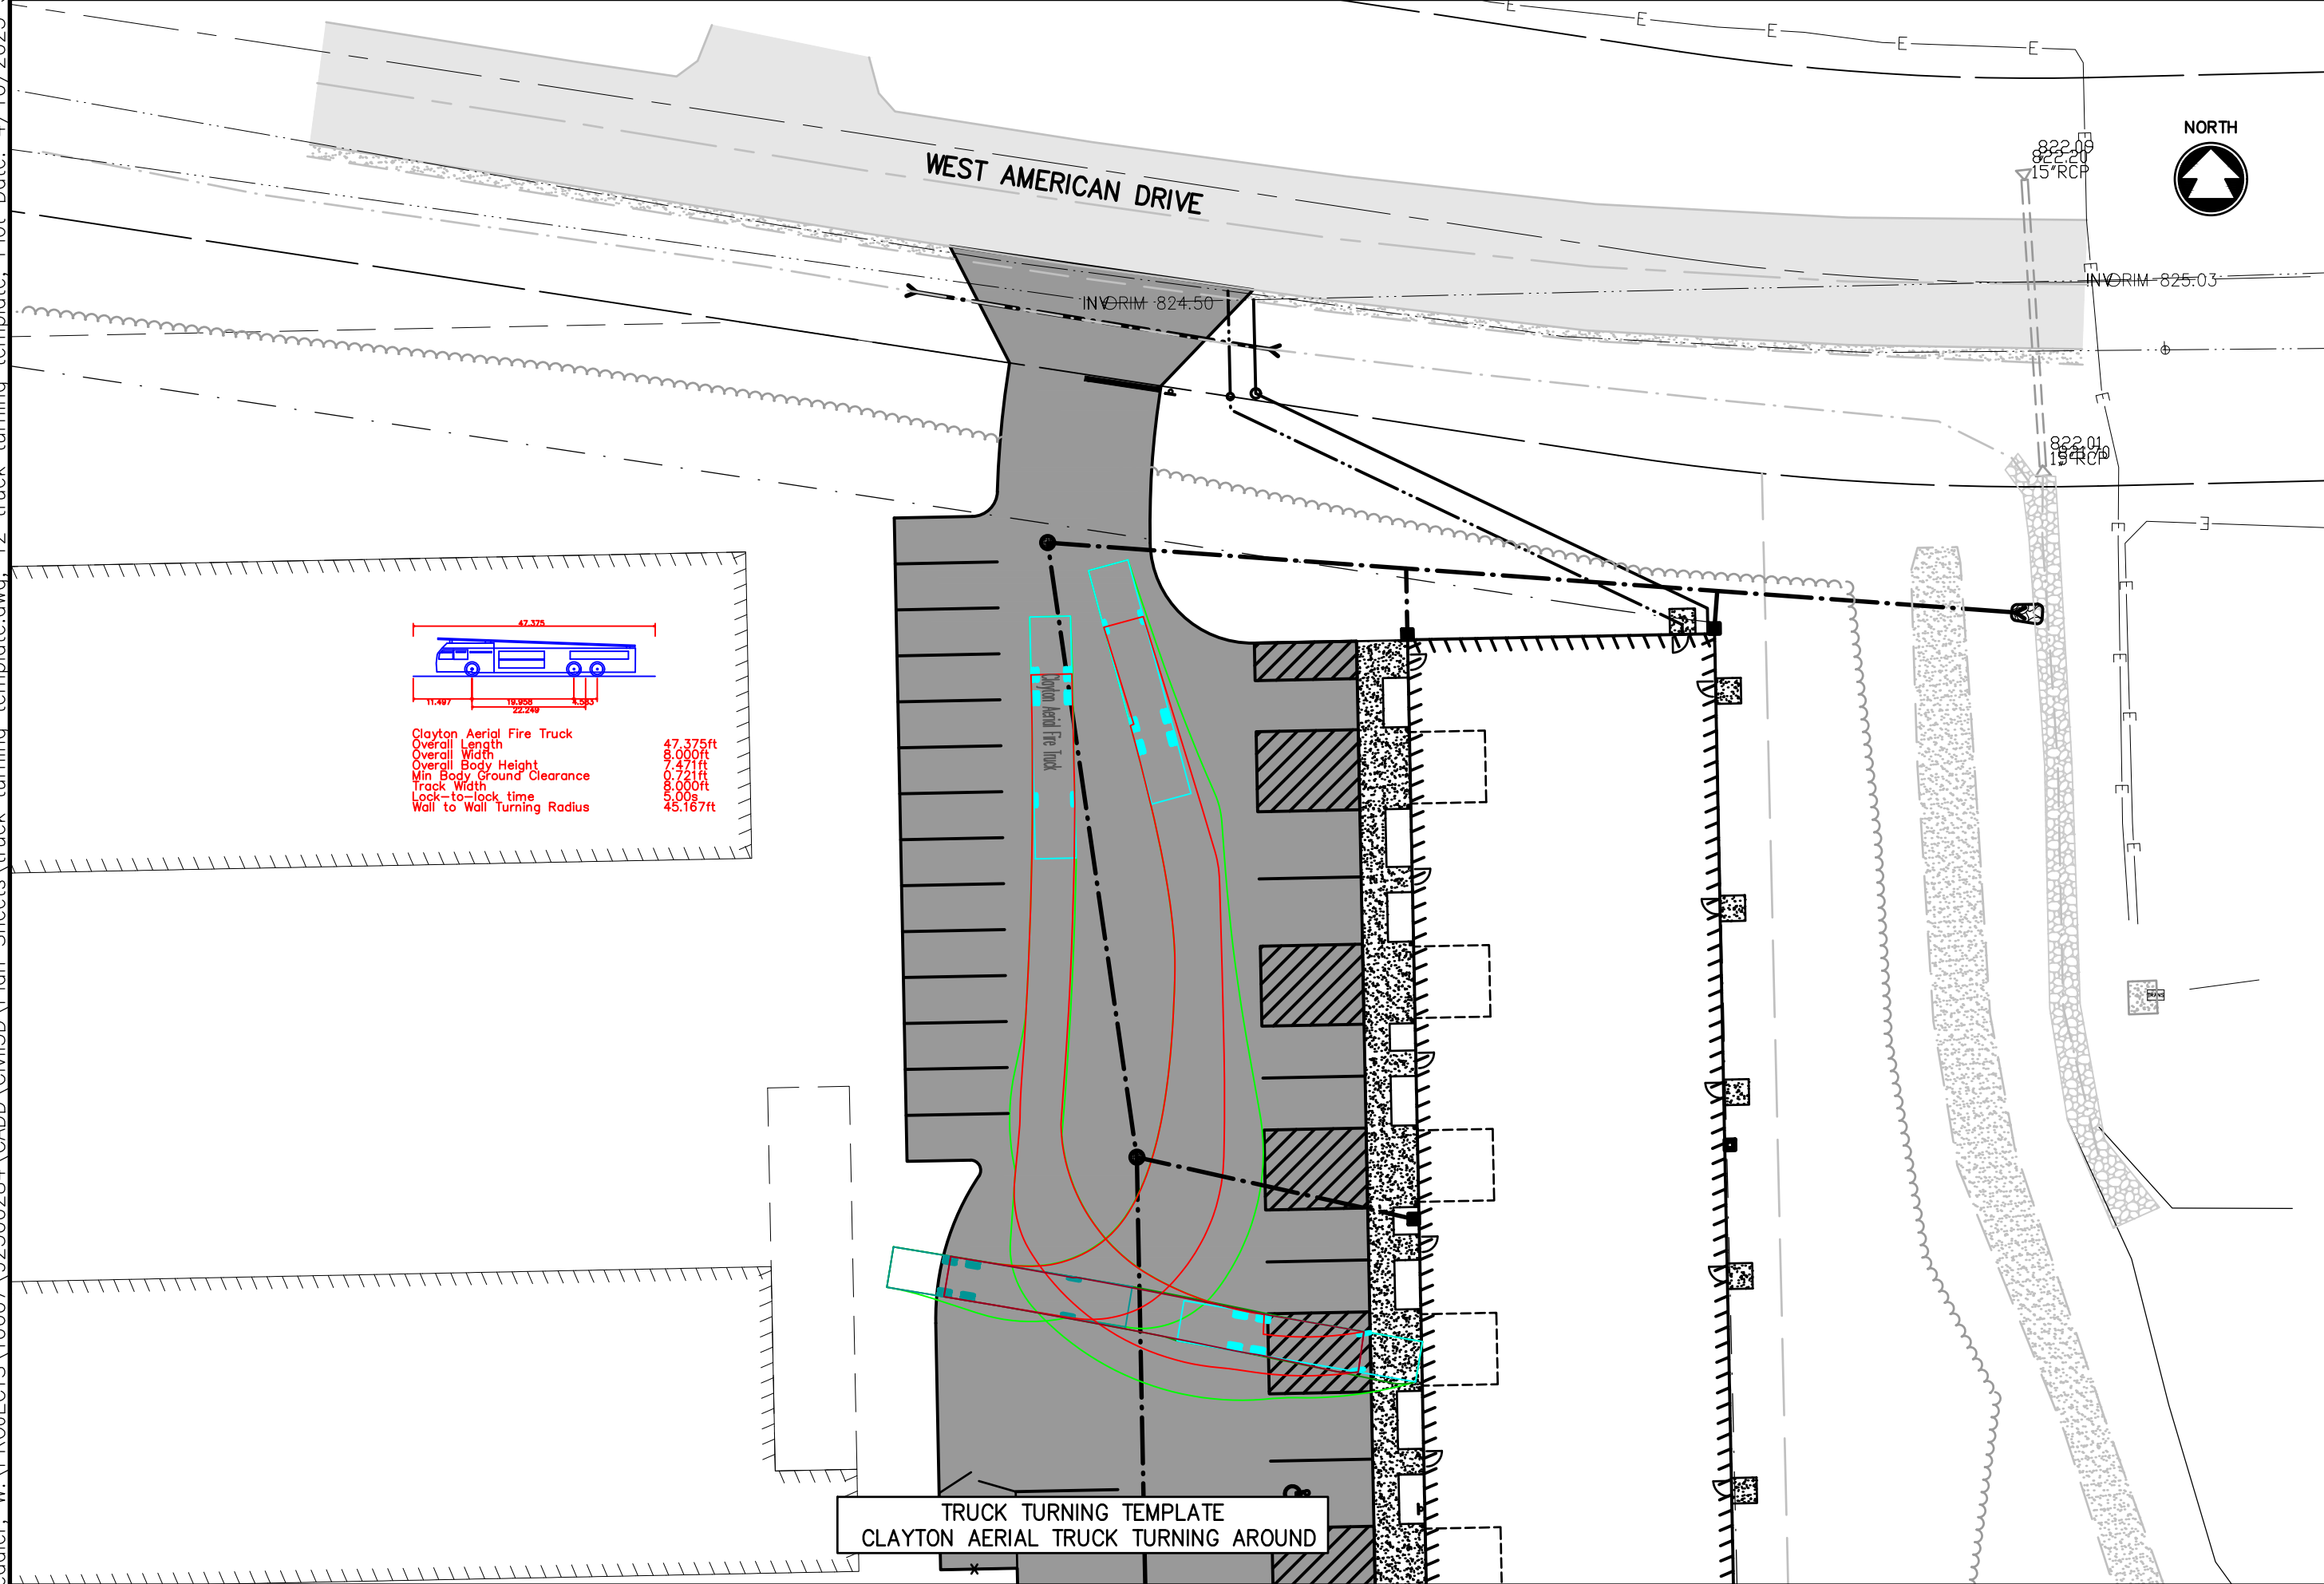 E
E
E
E
E
NORTH
WEST AMERICAN DRIVE
822.09
822.20
15"RCP
E
E
INV
RIM 824.50
INV
RIM 825.03
E
822.01
15"RCP
E
E
E
E
E
E
E
E
47.375
11.497
19.958
4.583
22.249
Clayton Aerial Fire Truck
Overall Length 47.375ft
Overall Width 8.000ft
Overall Body Height 7.471ft
Min Body Ground Clearance 0.721ft
Track Width 8.000ft
Lock-to-lock time 5.00s
Wall to Wall Turning Radius 45.167ft
Clayton Aerial Fire Truck
TRUCK TURNING TEMPLATE
CLAYTON AERIAL TRUCK TURNING AROUND
X